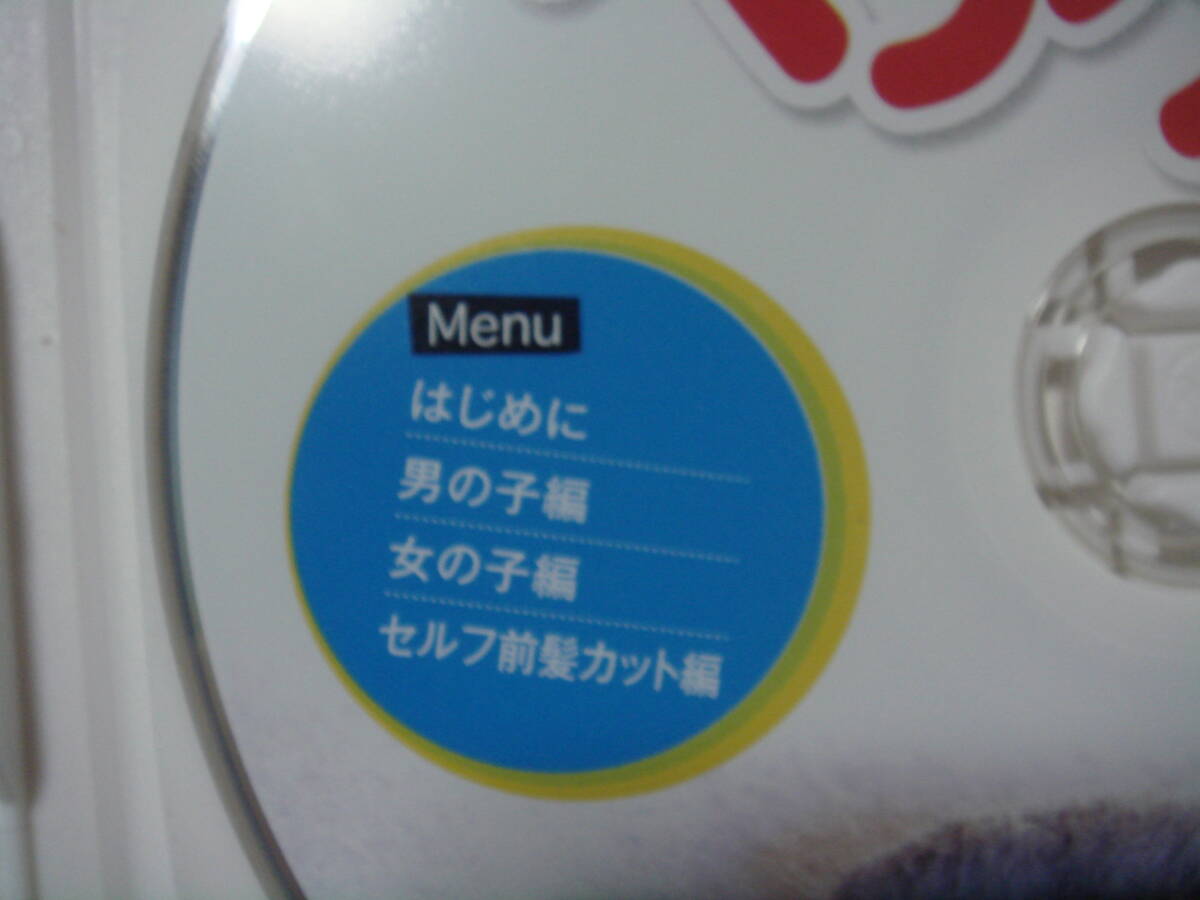 Menu
はじめに
男の子編
女の子編
セルフ前髪カット編